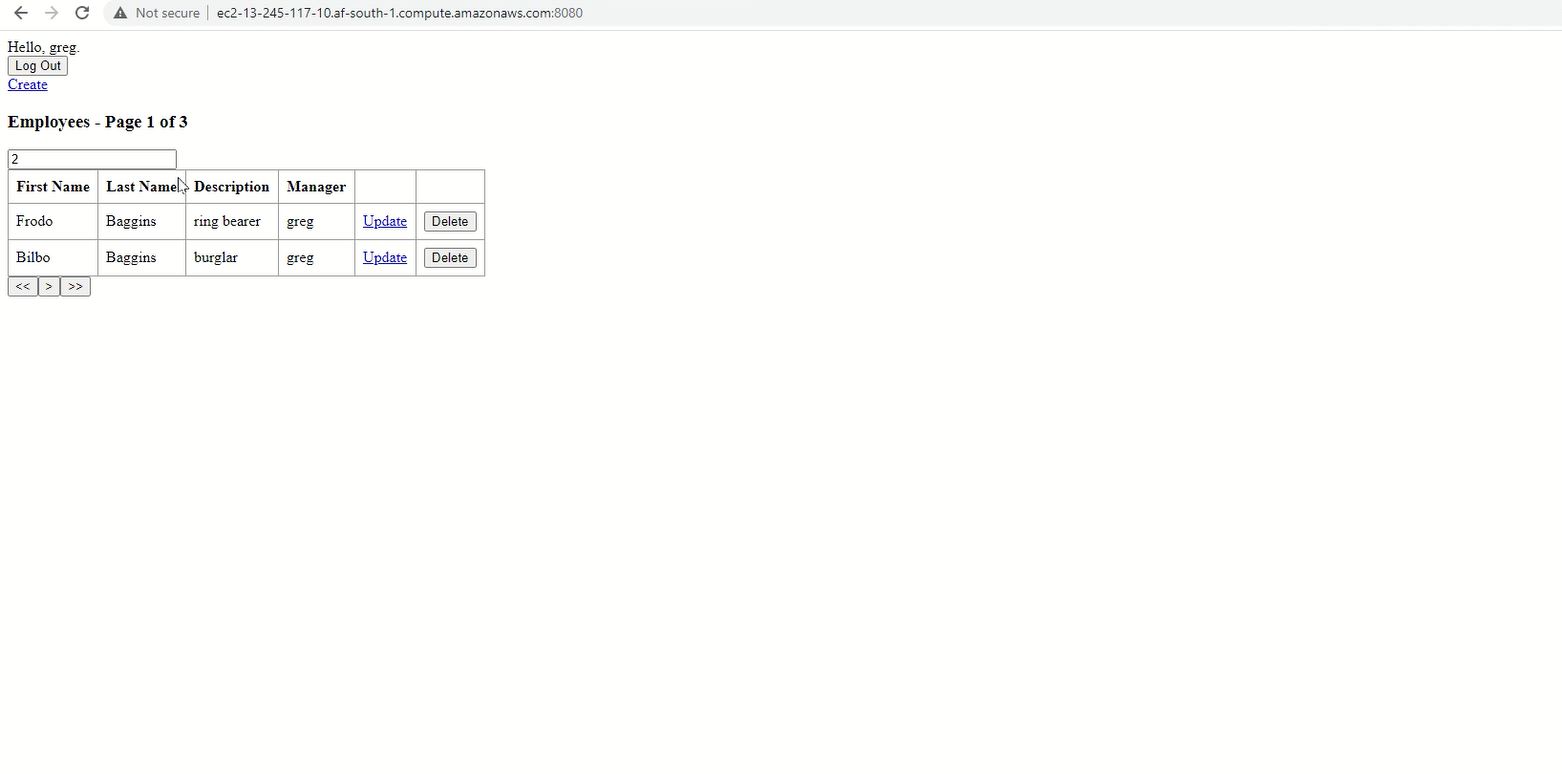 Not secure | ec2-13-245-117-10.af-south-1.compute.amazonaws.com:8080
Hello, greg.
Log Out
Create
Employees - Page 1 of 3
2
First Name Last Name Description Manager
Frodo Baggins ring bearer greg Update Delete
Bilbo Baggins burglar greg Update Delete
<< > >>